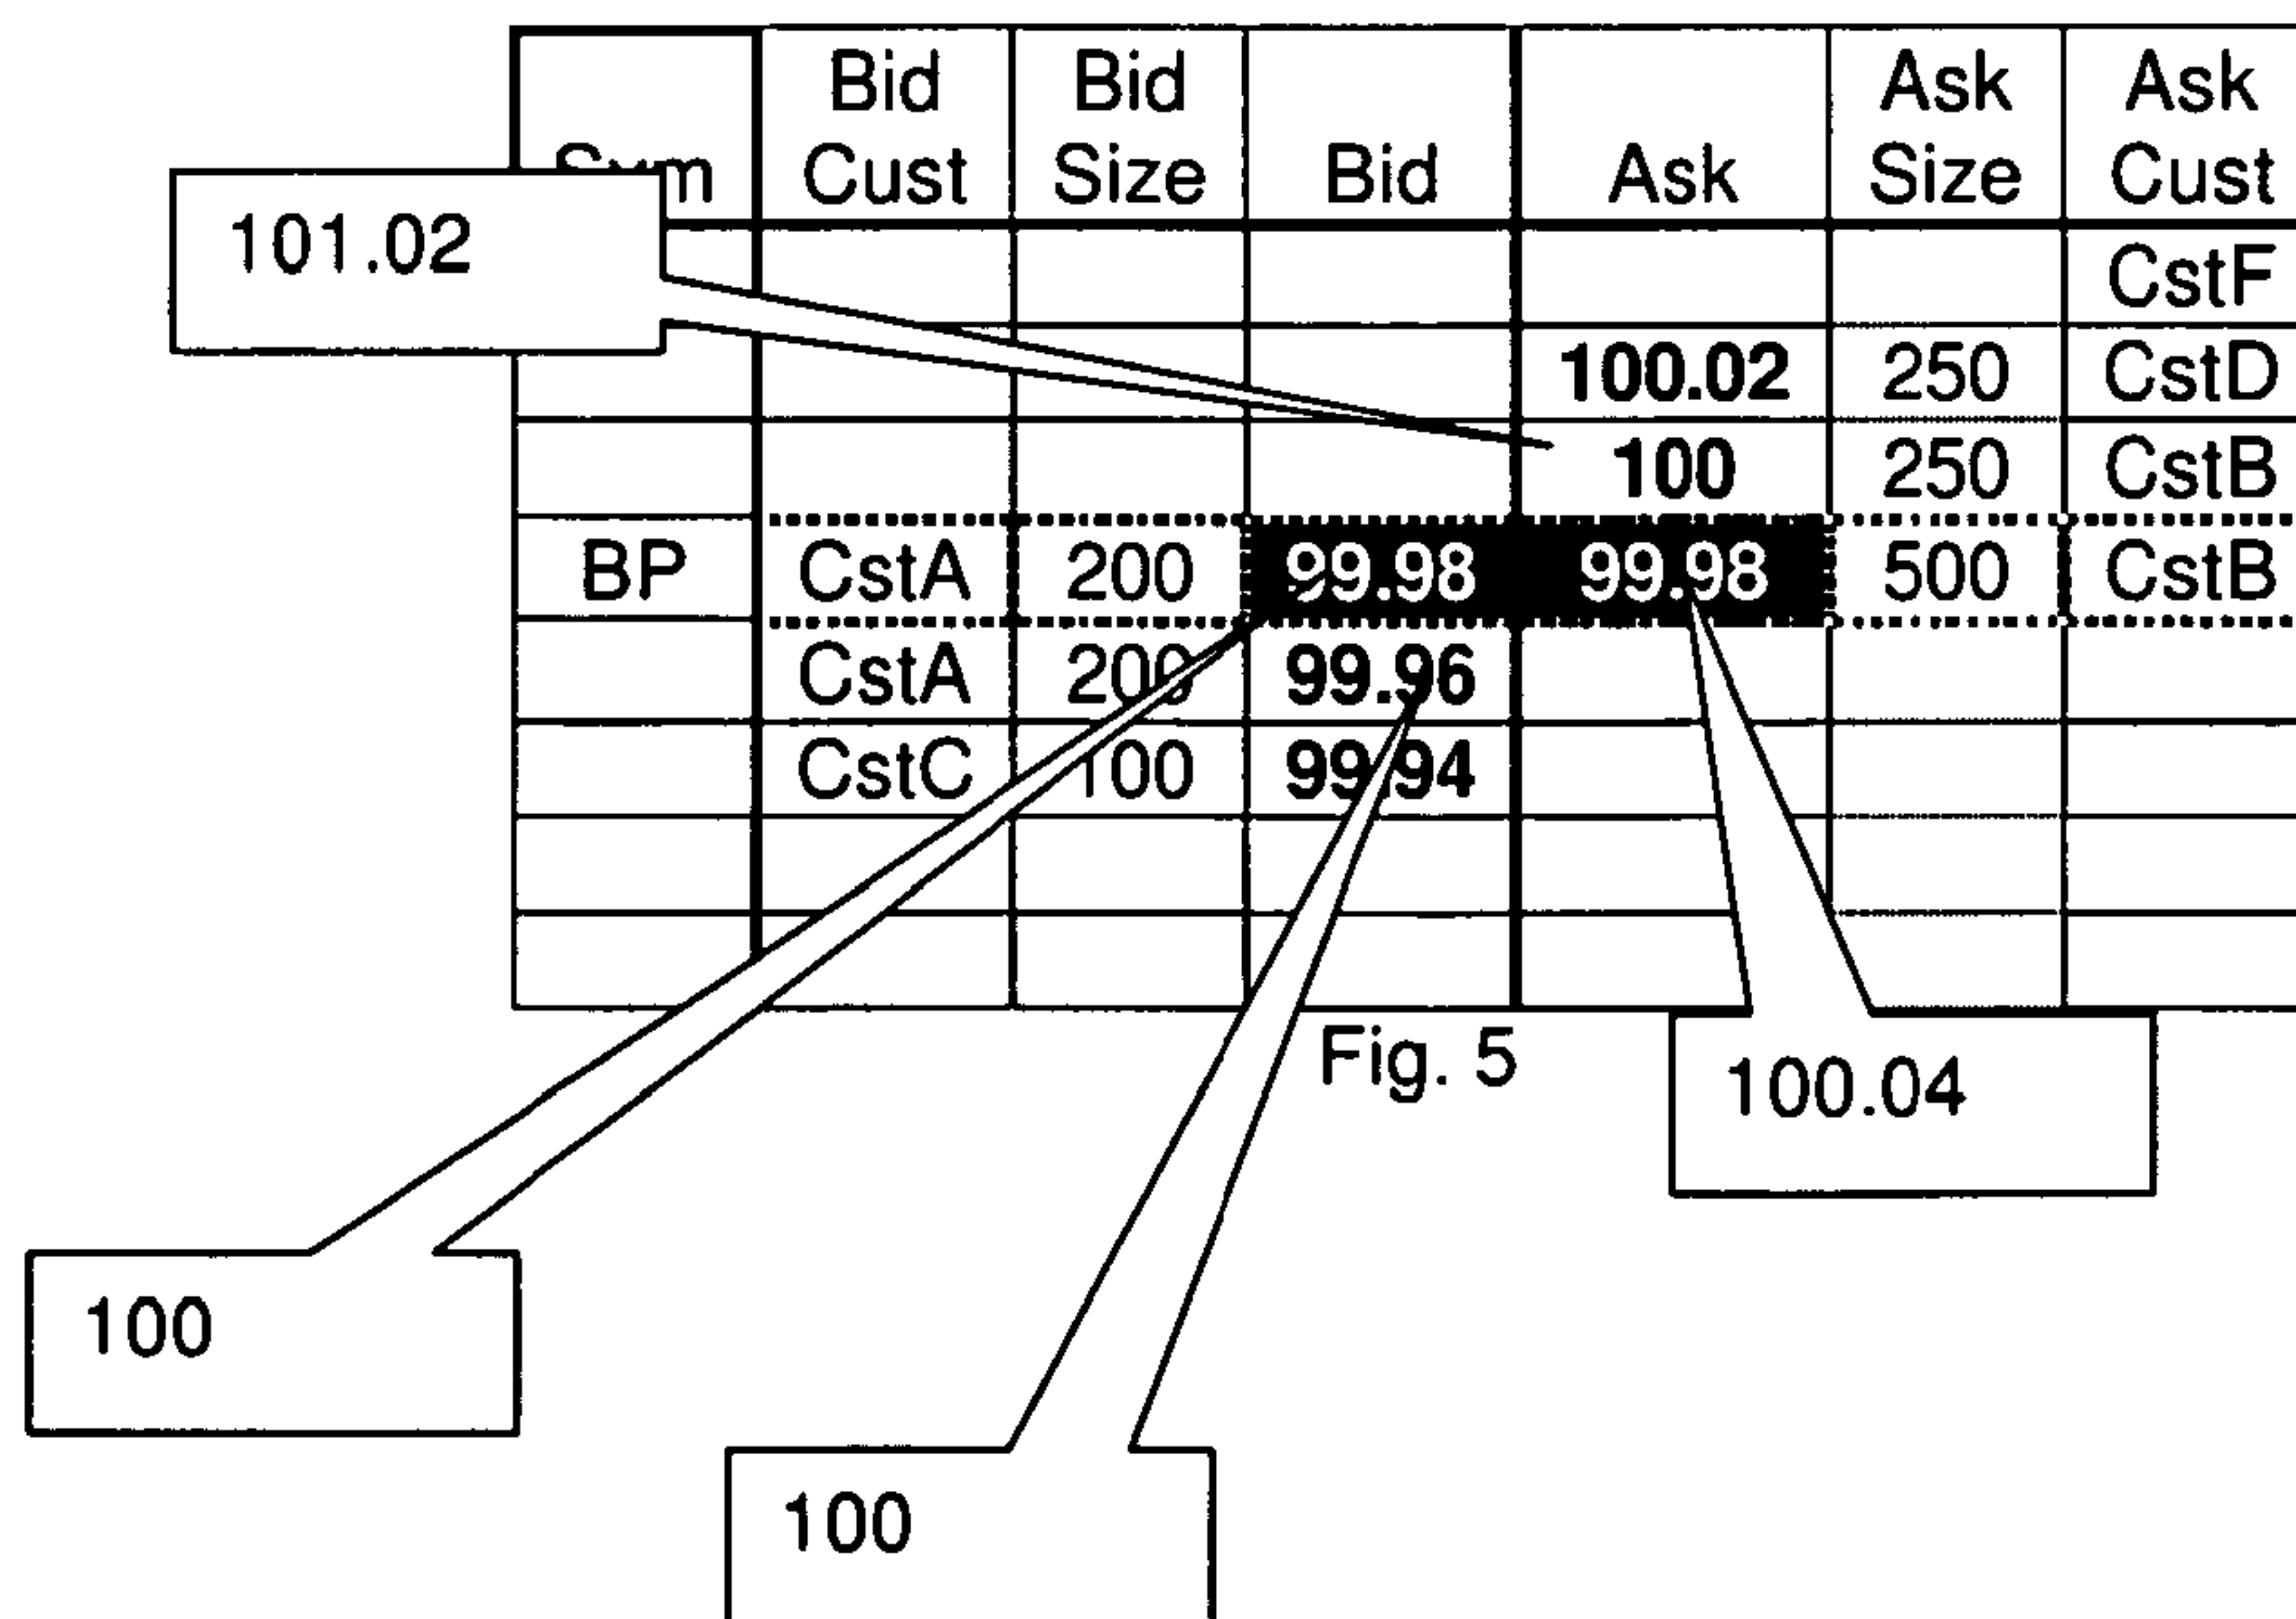 Bid Bid Ask Ask
Sym Cust Size Bid Ask Size Cust
101.02
CstF
100.02 250 CstD
100 250 CstB
BP CstA 200 99.98 99.98 500 CstB
CstA 200 99.96
CstC 100 99.94
Fig. 5
100.04
100
100